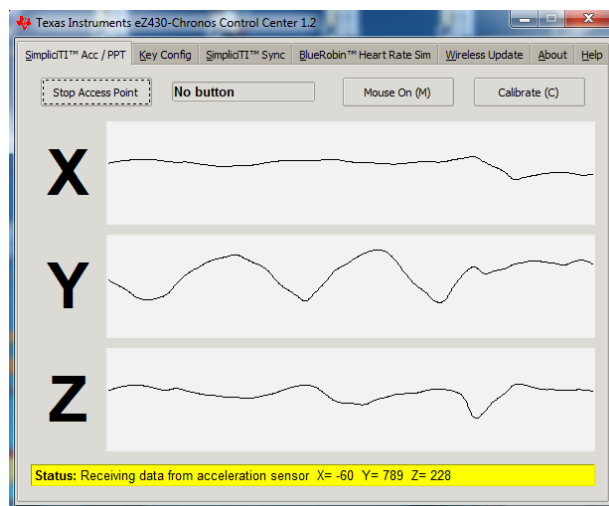 Texas Instruments eZ430-Chronos Control Center 1.2
SimpliciTI™ Acc / PPT Key Config SimpliciTI™ Sync BlueRobin™ Heart Rate Sim Wireless Update About Help
Stop Access Point No button Mouse On (M) Calibrate (C)
X
Y
Z
Status: Receiving data from acceleration sensor X= -60 Y= 789 Z= 228